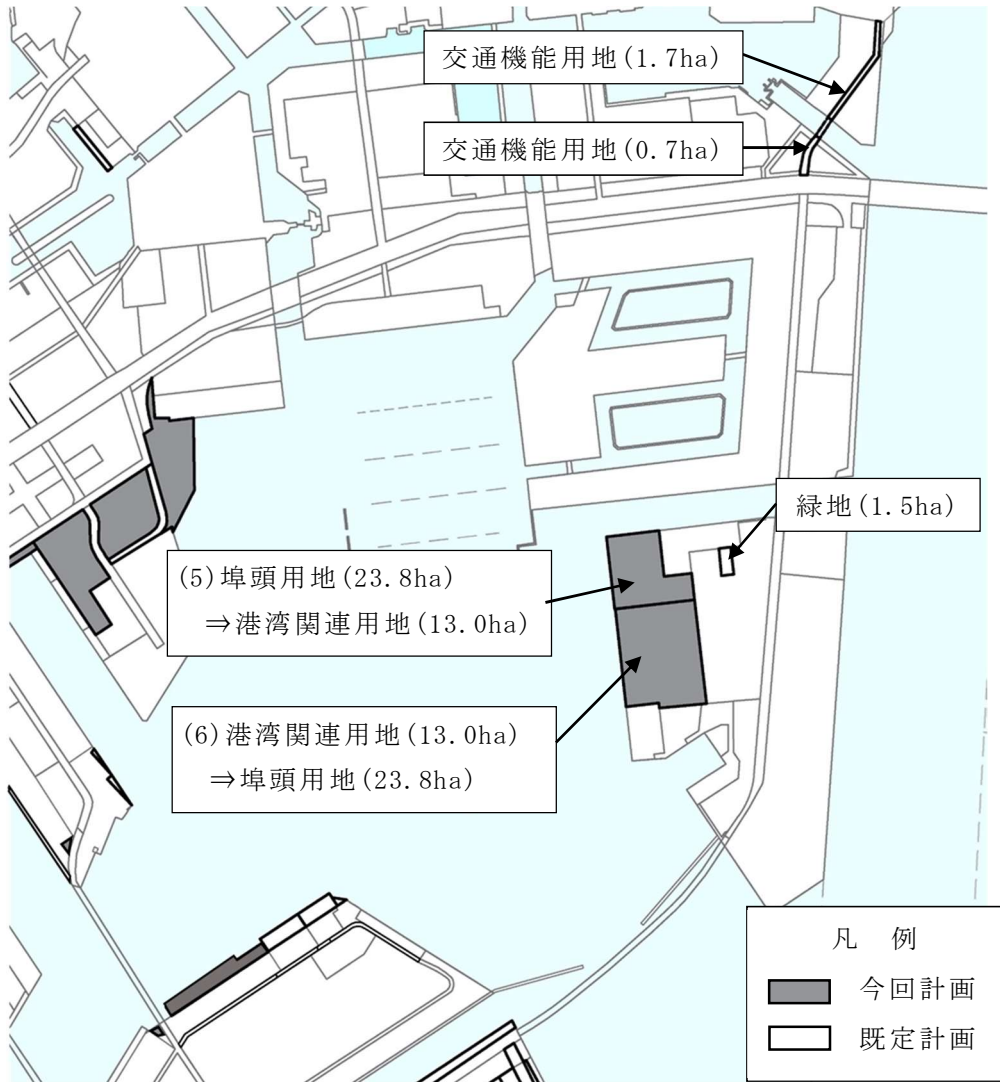 交通機能用地(1.7ha)
交通機能用地(0.7ha)
緑地(1.5ha)
(5)埠頭用地(23.8ha)
⇒港湾関連用地(13.0ha)
(6)港湾関連用地(13.0ha)
⇒埠頭用地(23.8ha)
凡 例
今回計画
既定計画